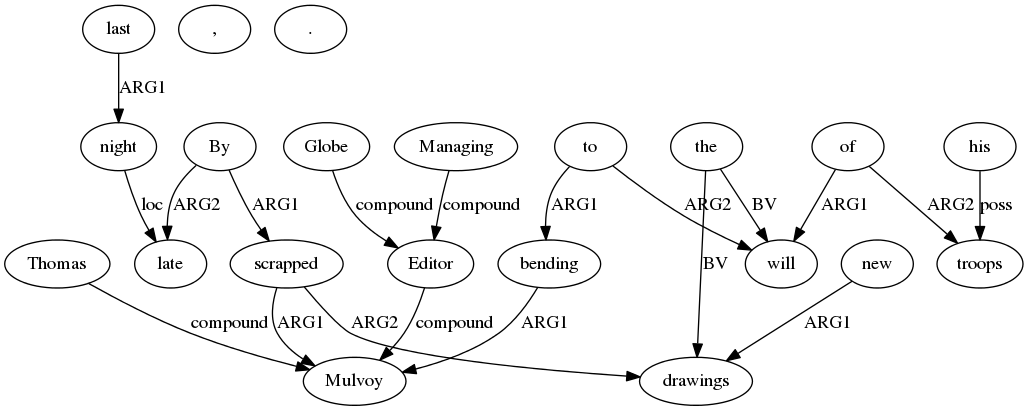 last , .
ARG1
night By Globe Managing to the of his
loc ARG2 ARG1 compound compound ARG1 ARG2 BV ARG1 ARG2 poss
Thomas late scrapped Editor bending BV will new troops
compound ARG1 ARG2 compound ARG1 ARG1
Mulvoy drawings